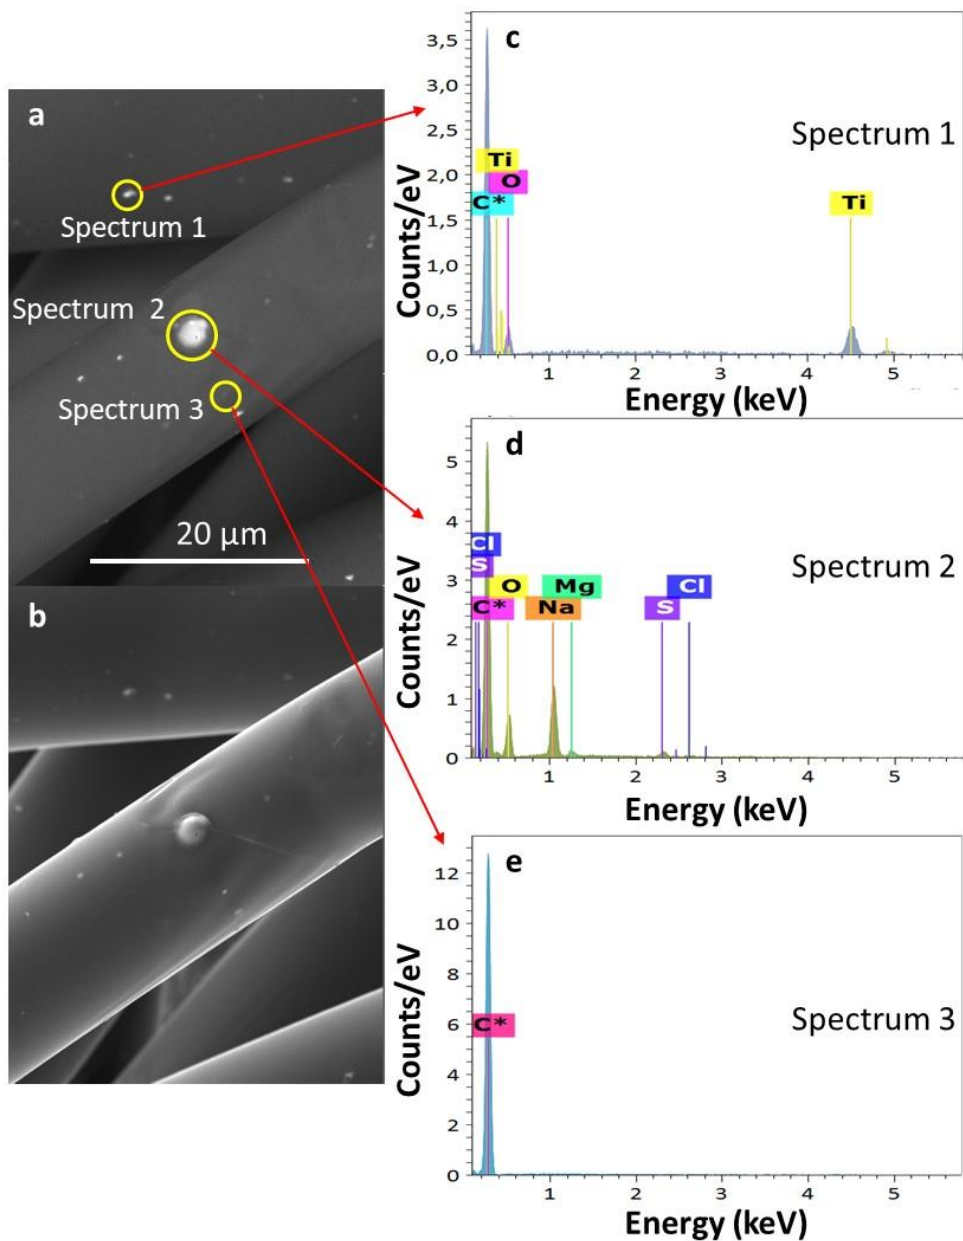 a
Spectrum 1
Spectrum 2
Spectrum 3
20 µm
b
c
Spectrum 1
Counts/eV
3,5
3,0
2,5
2,0
1,5
1,0
0,5
0,0
Ti
O
C*
Ti
1 2 3 4 5
Energy (keV)
d
Spectrum 2
Counts/eV
5
4
3
2
1
0
Cl
S
O
Mg
Cl
C*
Na
S
1 2 3 4 5
Energy (keV)
e
Spectrum 3
Counts/eV
12
10
8
6
4
2
0
C*
1 2 3 4 5
Energy (keV)